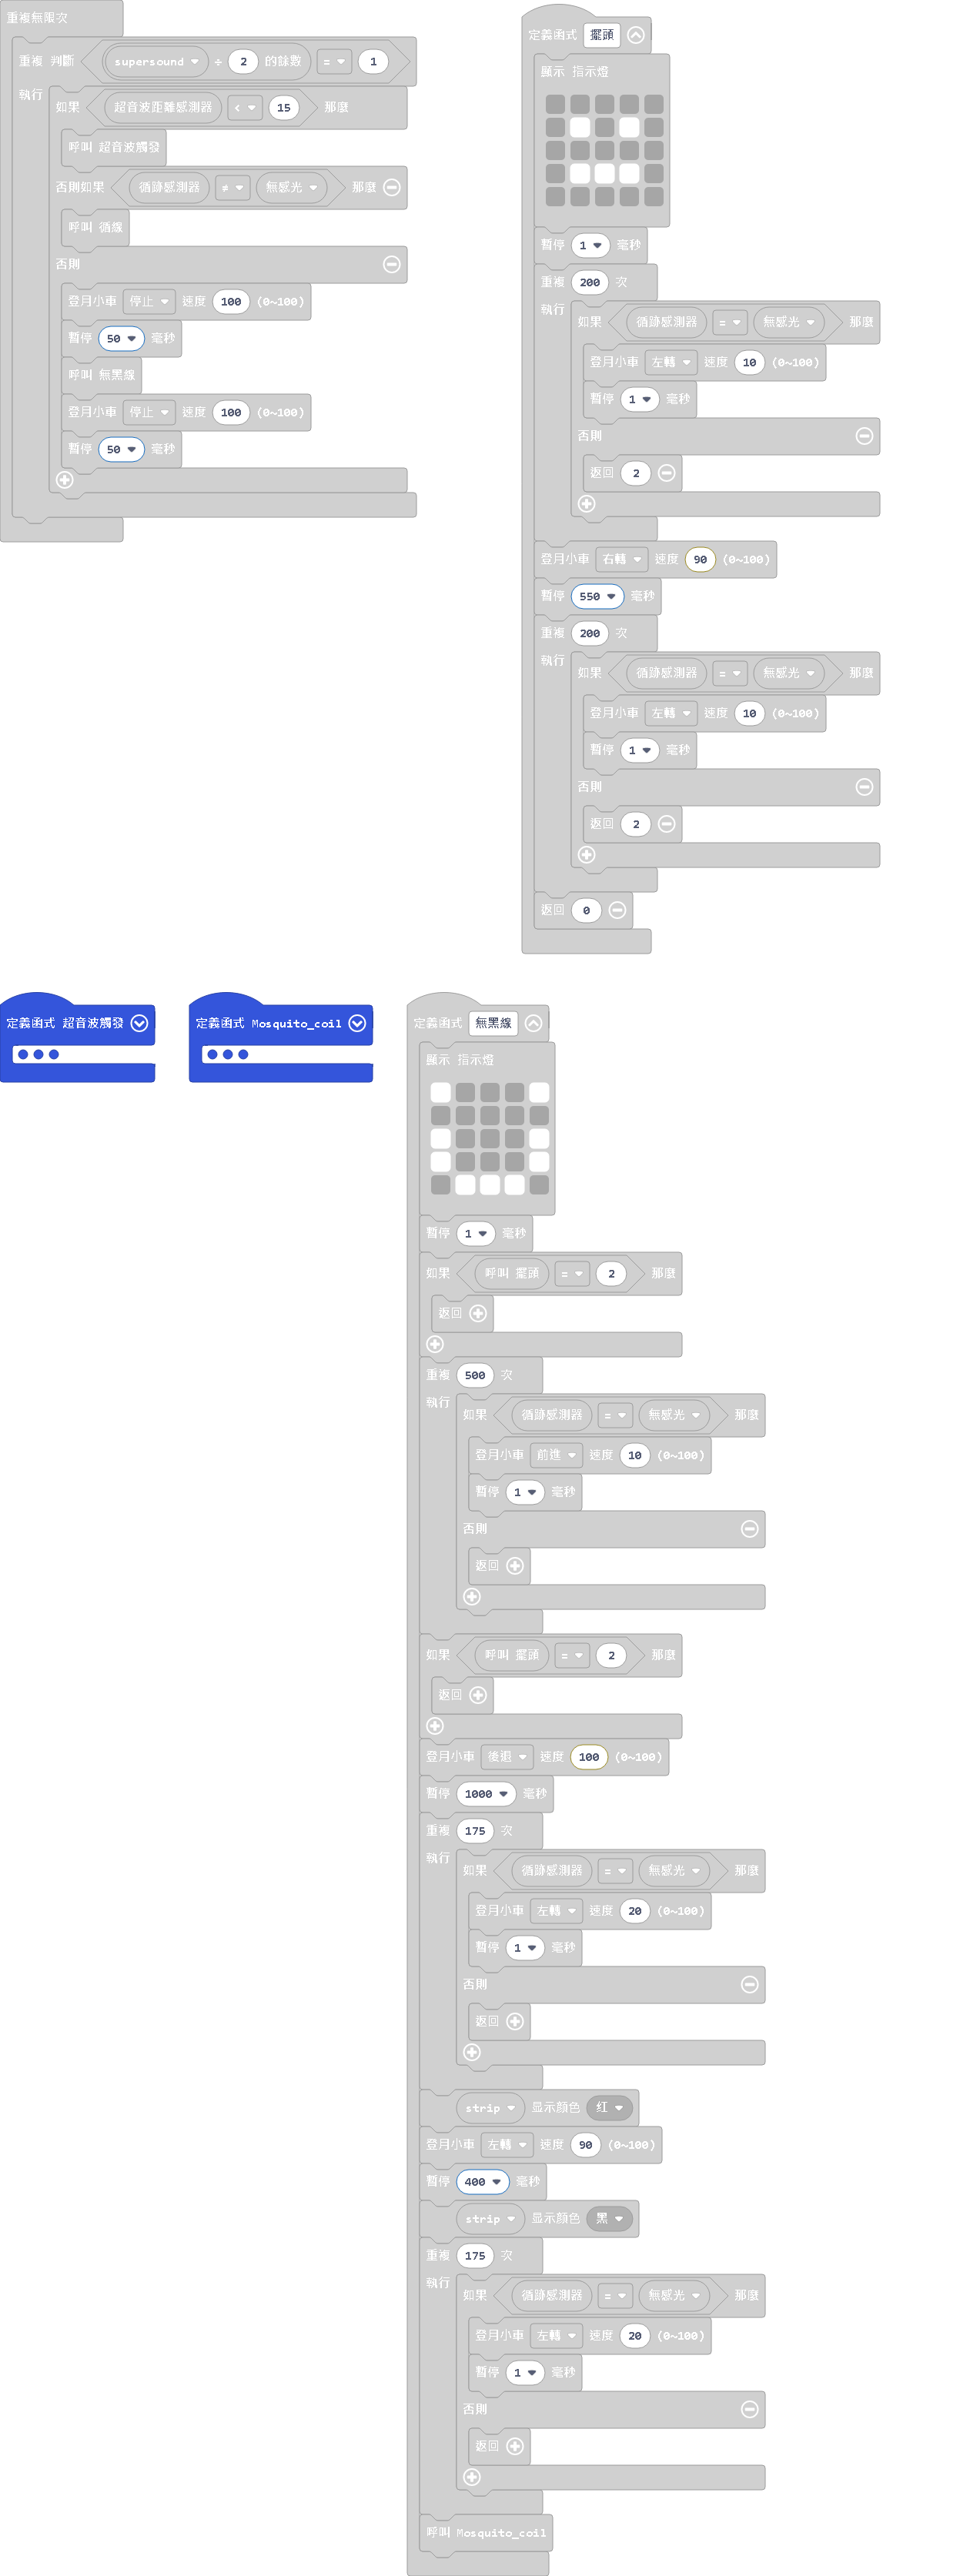 重複無限次
重複 判斷 supersound ÷ 2 的餘數 = 1
執行
如果 超音波距離感測器 < 15 那麼
呼叫 超音波觸發
否則如果 循跡感測器 ≠ 無感光 那麼
呼叫 循線
否則
登月小車 停止 速度 100 (0~100)
暫停 50 毫秒
呼叫 無黑線
登月小車 停止 速度 100 (0~100)
暫停 50 毫秒
定義函式 擺頭
顯示 指示燈
暫停 1 毫秒
重複 200 次
執行
如果 循跡感測器 = 無感光 那麼
登月小車 左轉 速度 10 (0~100)
暫停 1 毫秒
否則
返回 2
登月小車 右轉 速度 90 (0~100)
暫停 550 毫秒
重複 200 次
執行
如果 循跡感測器 = 無感光 那麼
登月小車 左轉 速度 10 (0~100)
暫停 1 毫秒
否則
返回 2
返回 0
定義函式 超音波觸發
定義函式 Mosquito_coil
定義函式 無黑線
顯示 指示燈
暫停 1 毫秒
如果 呼叫 擺頭 = 2 那麼
返回
重複 500 次
執行
如果 循跡感測器 = 無感光 那麼
登月小車 前進 速度 10 (0~100)
暫停 1 毫秒
否則
返回
如果 呼叫 擺頭 = 2 那麼
返回
登月小車 後退 速度 100 (0~100)
暫停 1000 毫秒
重複 175 次
執行
如果 循跡感測器 = 無感光 那麼
登月小車 左轉 速度 20 (0~100)
暫停 1 毫秒
否則
返回
strip 显示顏色 红
登月小車 左轉 速度 90 (0~100)
暫停 400 毫秒
strip 显示顏色 黑
重複 175 次
執行
如果 循跡感測器 = 無感光 那麼
登月小車 左轉 速度 20 (0~100)
暫停 1 毫秒
否則
返回
呼叫 Mosquito_coil